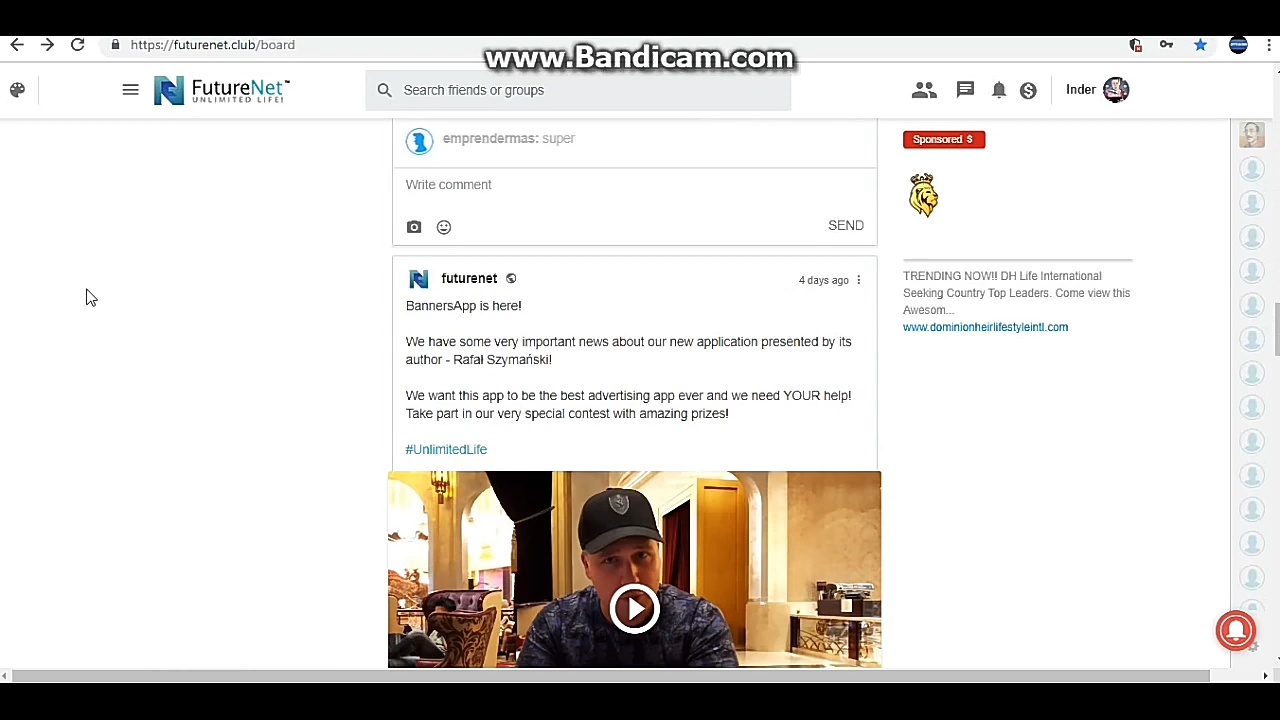 https://futurenet.club/board
www.Bandicam.com
FutureNet™
UNLIMITED LIFE!
Search friends or groups
Inder
emprendermas: super
Sponsored $
Write comment
SEND
futurenet
4 days ago
BannersApp is here!
We have some very important news about our new application presented by its
author - Rafał Szymański!
We want this app to be the best advertising app ever and we need YOUR help!
Take part in our very special contest with amazing prizes!
#UnlimitedLife
TRENDING NOW!! DH Life International
Seeking Country Top Leaders. Come view this
Awesom...
www.dominionheirlifestyleintl.com